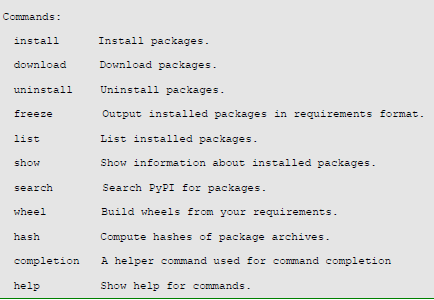 Commands:
install Install packages.
download Download packages.
uninstall Uninstall packages.
freeze Output installed packages in requirements format.
list List installed packages.
show Show information about installed packages.
search Search PyPI for packages.
wheel Build wheels from your requirements.
hash Compute hashes of package archives.
completion A helper command used for command completion
help Show help for commands.